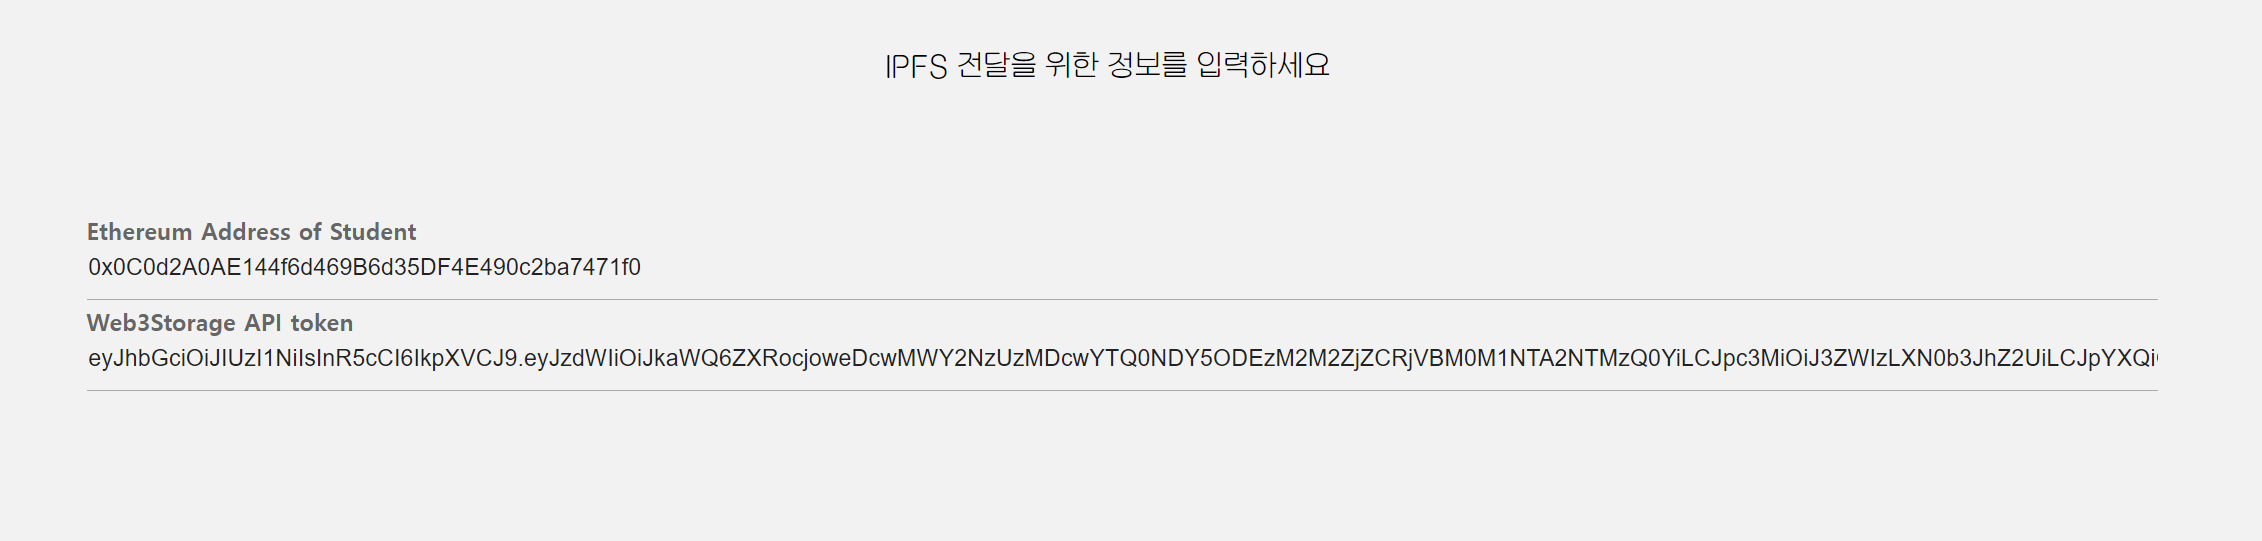 IPFS 전달을 위한 정보를 입력하세요
Ethereum Address of Student
0x0C0d2A0AE144f6d469B6d35DF4E490c2ba7471f0
Web3Storage API token
eyJhbGciOiJIUzI1NiIsInR5cCI6IkpXVCJ9.eyJzdWIiOiJkaWQ6ZXRocjoweDcwMWY2NzUzMDcwYTQ0NDY5ODEzM2M2ZjZCRjVBM0M1NTA2NTMzQ0YiLCJpc3MiOiJ3ZWIzLXN0b3JhZ2UiLCJpYXQi